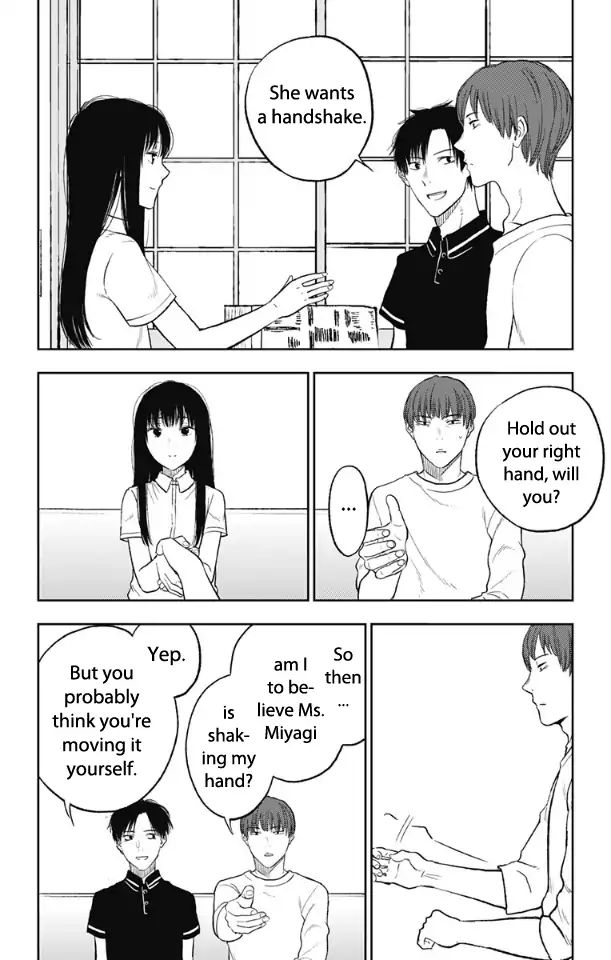 She wants
a handshake.
Hold out
your right
hand, will
you?
...
So
then
...
am I
to be-
lieve Ms.
Miyagi
is
shak-
ing my
hand?
Yep.
But you
probably
think you're
moving it
yourself.